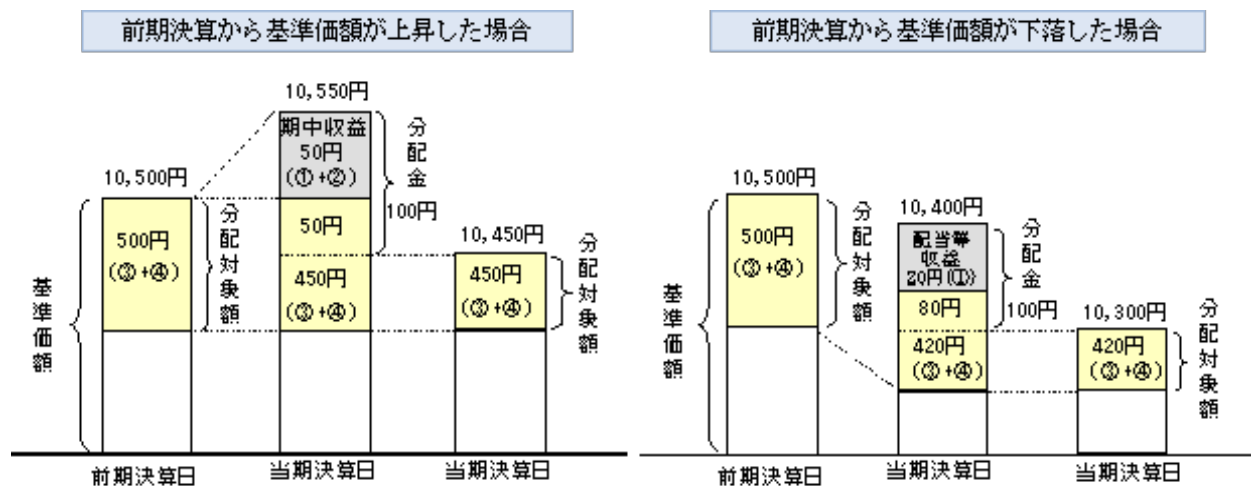 前期決算から基準価額が上昇した場合
10,500円
500円
(③+④)
分配対象額
基準価額
前期決算日
10,550円
期中収益
50円
(①+②)
50円
450円
(③+④)
分配金
100円
当期決算日
10,450円
450円
(③+④)
分配対象額
当期決算日
前期決算から基準価額が下落した場合
10,500円
500円
(③+④)
分配対象額
基準価額
前期決算日
10,400円
配当等
収益
20円(①)
80円
420円
(③+④)
分配金
100円
当期決算日
10,300円
420円
(③+④)
分配対象額
当期決算日